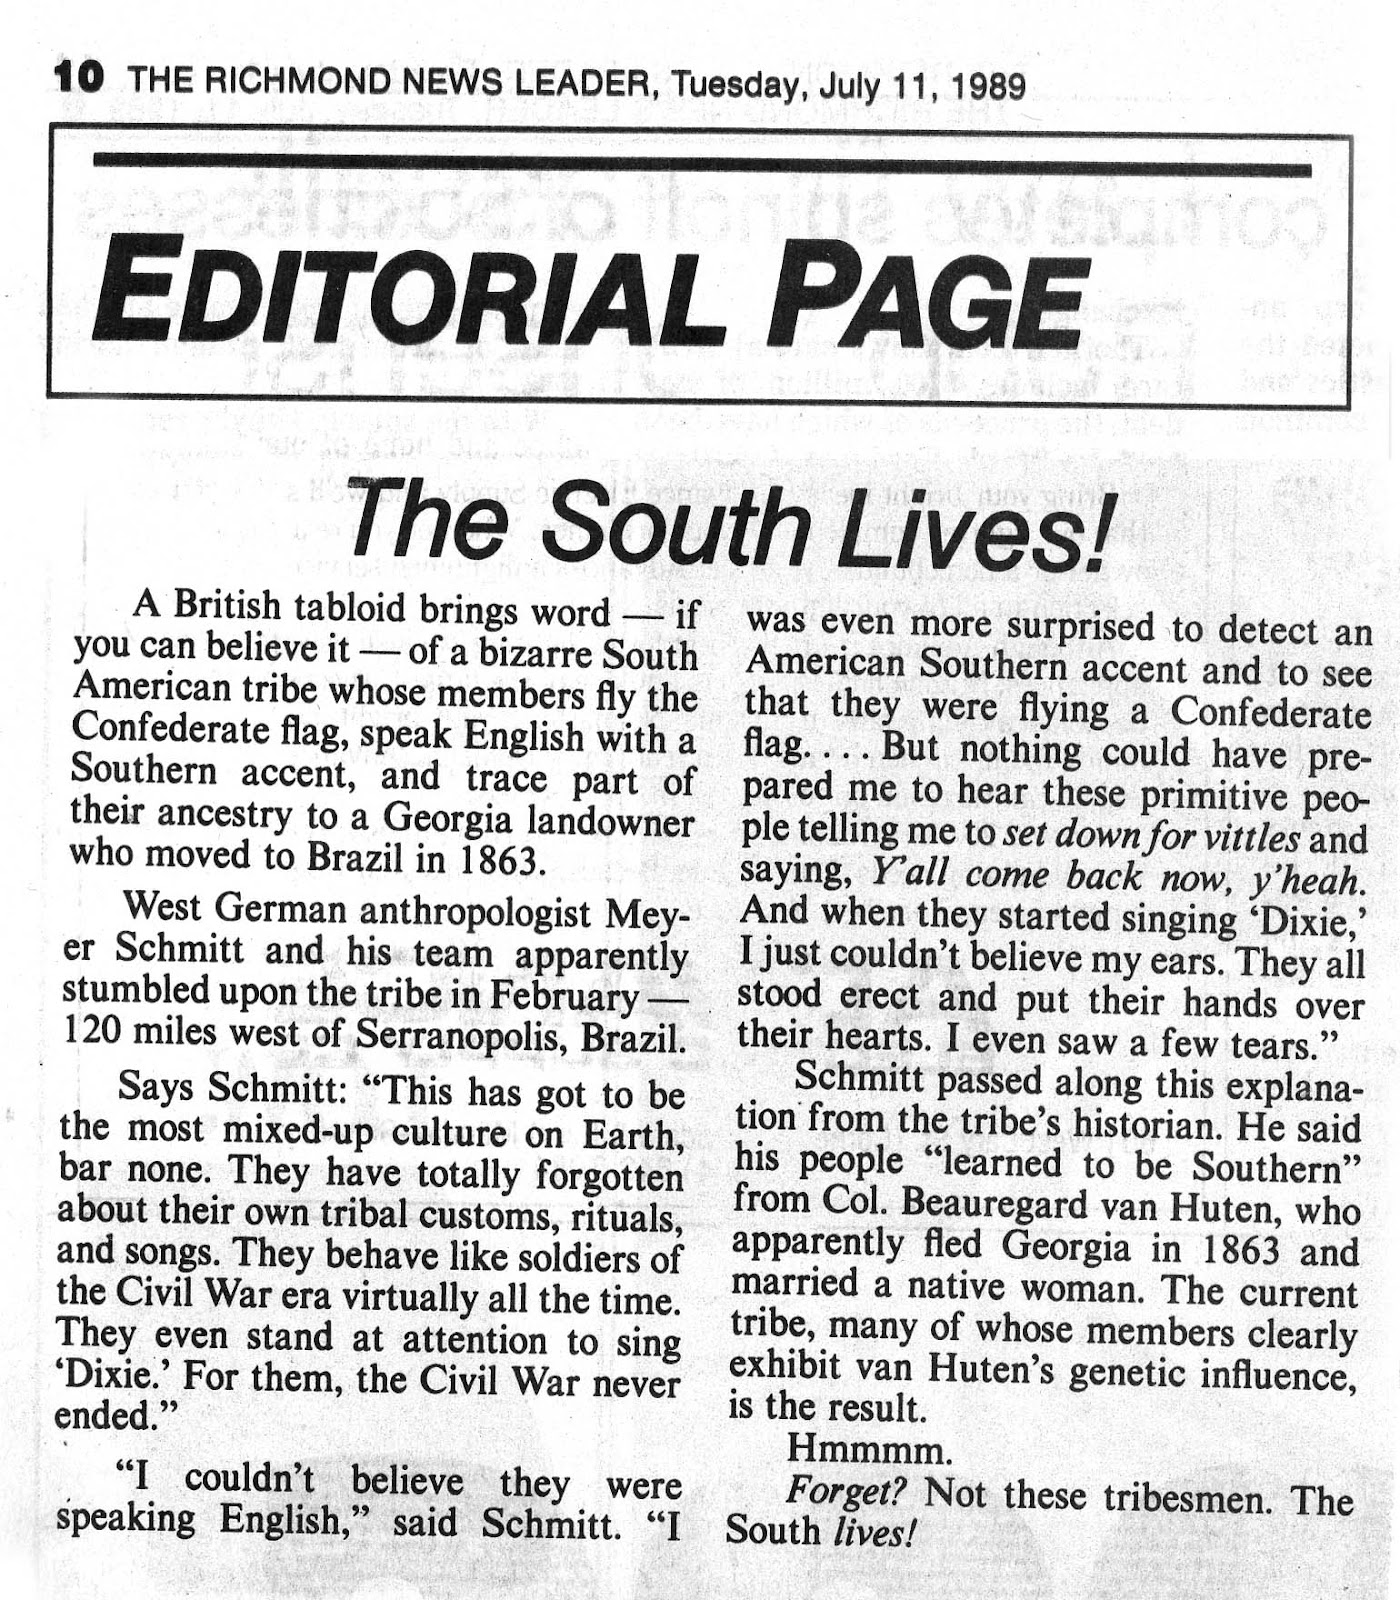 10 THE RICHMOND NEWS LEADER, Tuesday, July 11, 1989
EDITORIAL PAGE
The South Lives!
A British tabloid brings word — if
you can believe it — of a bizarre South
American tribe whose members fly the
Confederate flag, speak English with a
Southern accent, and trace part of
their ancestry to a Georgia landowner
who moved to Brazil in 1863.
West German anthropologist Mey-
er Schmitt and his team apparently
stumbled upon the tribe in February —
120 miles west of Serranopolis, Brazil.
Says Schmitt: “This has got to be
the most mixed-up culture on Earth,
bar none. They have totally forgotten
about their own tribal customs, rituals,
and songs. They behave like soldiers of
the Civil War era virtually all the time.
They even stand at attention to sing
‘Dixie.’ For them, the Civil War never
ended.”
“I couldn’t believe they were
speaking English,” said Schmitt. “I
was even more surprised to detect an
American Southern accent and to see
that they were flying a Confederate
flag. . . . But nothing could have pre-
pared me to hear these primitive peo-
ple telling me to set down for vittles and
saying, Y’all come back now, y’heah.
And when they started singing ‘Dixie,’
I just couldn’t believe my ears. They all
stood erect and put their hands over
their hearts. I even saw a few tears.”
Schmitt passed along this explana-
tion from the tribe’s historian. He said
his people “learned to be Southern”
from Col. Beauregard van Huten, who
apparently fled Georgia in 1863 and
married a native woman. The current
tribe, many of whose members clearly
exhibit van Huten’s genetic influence,
is the result.
Hmmmm.
Forget? Not these tribesmen. The
South lives!